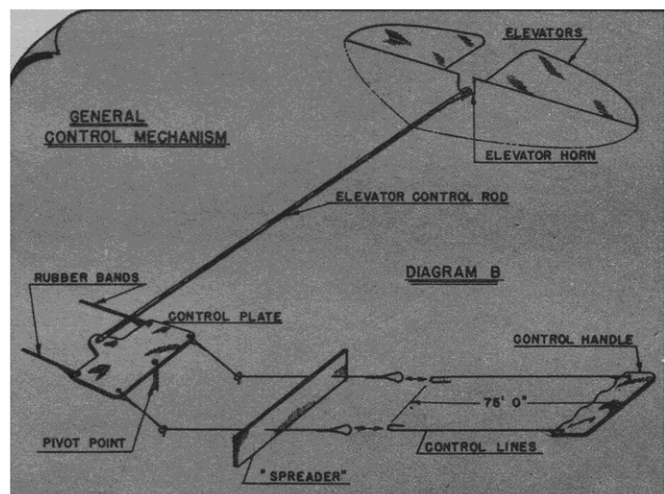 ELEVATORS
GENERAL
CONTROL MECHANISM
ELEVATOR HORN
ELEVATOR CONTROL ROD
DIAGRAM B
RUBBER BANDS
CONTROL PLATE
CONTROL HANDLE
75' 0"
PIVOT POINT
CONTROL LINES
"SPREADER"